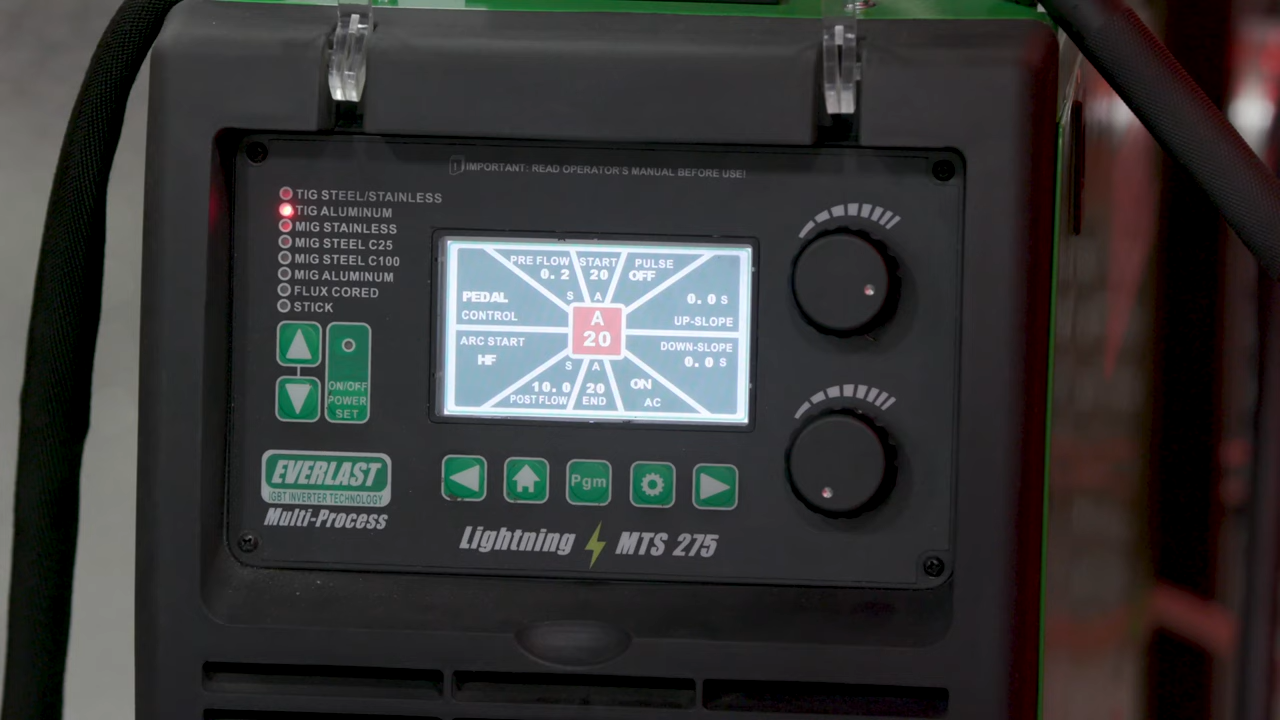 IMPORTANT: READ OPERATOR'S MANUAL BEFORE USE!
TIG STEEL/STAINLESS
TIG ALUMINUM
MIG STAINLESS
MIG STEEL C25
MIG STEEL C100
MIG ALUMINUM
FLUX CORED
STICK
ON/OFF
POWER
SET
PRE FLOW
0.2
S
START
20
A
PULSE
OFF
PEDAL
CONTROL
0.0 S
UP-SLOPE
A
20
ARC START
HF
DOWN-SLOPE
0.0 S
S
10.0
POST FLOW
A
20
END
ON
AC
EVERLAST
IGBT INVERTER TECHNOLOGY
Multi-Process
Pgm
Lightning MTS 275